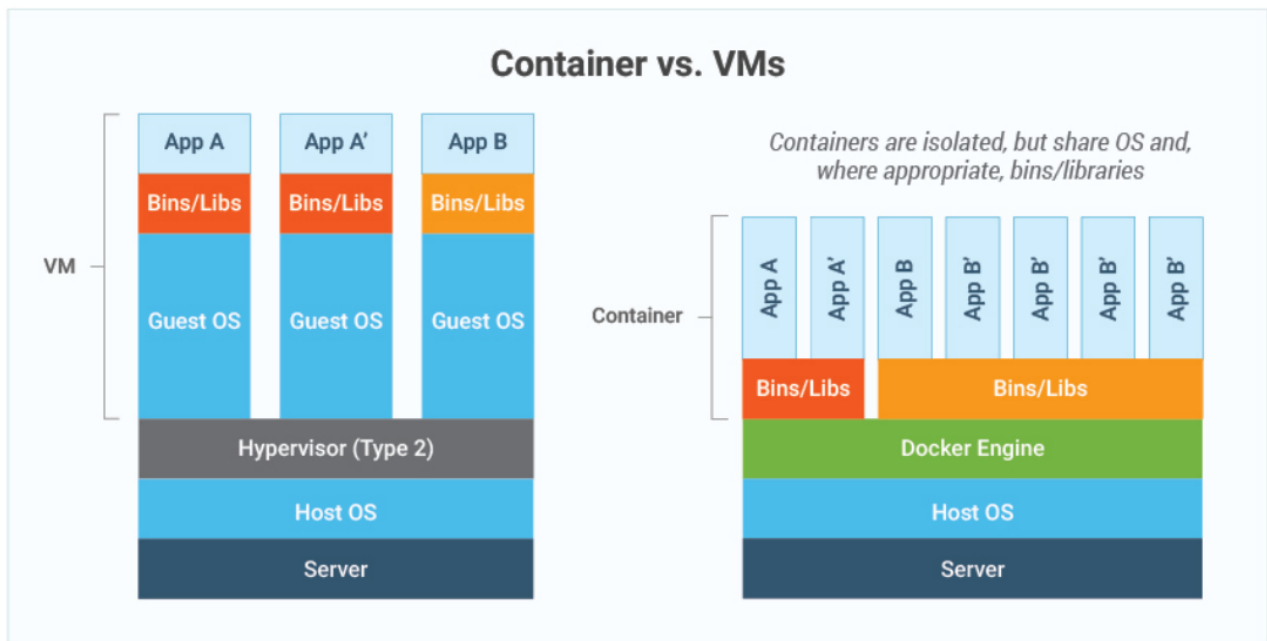 Container vs. VMs
App A
App A’
App B
Bins/Libs
Bins/Libs
Bins/Libs
VM
Guest OS
Guest OS
Guest OS
Hypervisor (Type 2)
Host OS
Server
Containers are isolated, but share OS and,
where appropriate, bins/libraries
Container
App A
App A’
App B
App B’
App B’
App B’
App B’
Bins/Libs
Bins/Libs
Docker Engine
Host OS
Server